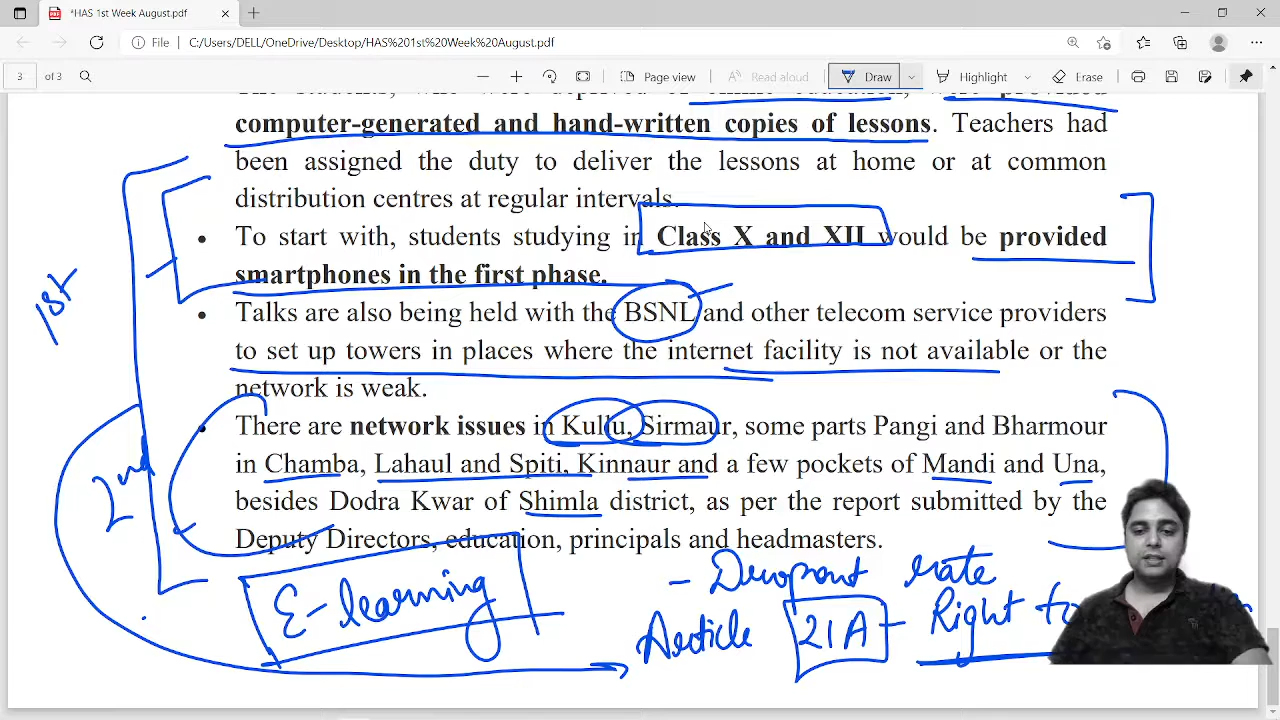 *HAS 1st Week August.pdf
File C:/Users/DELL/OneDrive/Desktop/HAS%201st%20Week%20August.pdf
3 of 3 Page view Read aloud Draw Highlight Erase
computer-generated and hand-written copies of lessons. Teachers had
been assigned the duty to deliver the lessons at home or at common
distribution centres at regular intervals.
• To start with, students studying in Class X and XII would be provided
smartphones in the first phase.
1st
• Talks are also being held with the BSNL and other telecom service providers
to set up towers in places where the internet facility is not available or the
network is weak.
• There are network issues in Kullu, Sirmaur, some parts Pangi and Bharmour
in Chamba, Lahaul and Spiti, Kinnaur and a few pockets of Mandi and Una,
2nd
besides Dodra Kwar of Shimla district, as per the report submitted by the
Deputy Directors, education, principals and headmasters.
E-learning
- Dropout rate
Article 21A - Right to